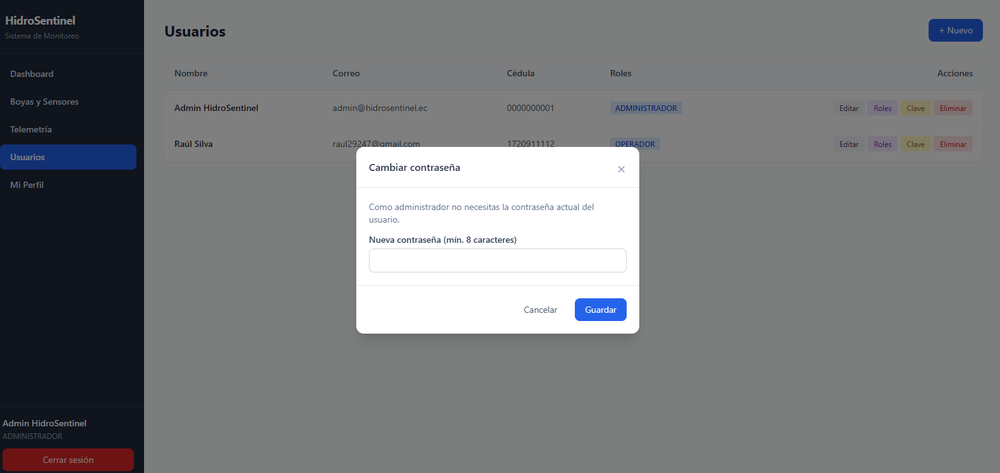 HidroSentinel
Sistema de Monitoreo
Dashboard
Boyas y Sensores
Telemetría
Usuarios
Mi Perfil
Admin HidroSentinel
ADMINISTRADOR
Cerrar sesión
Usuarios
+ Nuevo
Nombre Correo Cédula Roles Acciones
Admin HidroSentinel admin@hidrosentinel.ec 0000000001 ADMINISTRADOR Editar Roles Clave Eliminar
Raúl Silva raul29247@gmail.com 1720911112 OPERADOR Editar Roles Clave Eliminar
Cambiar contraseña
×
Como administrador no necesitas la contraseña actual del
usuario.
Nueva contraseña (mín. 8 caracteres)
Cancelar Guardar